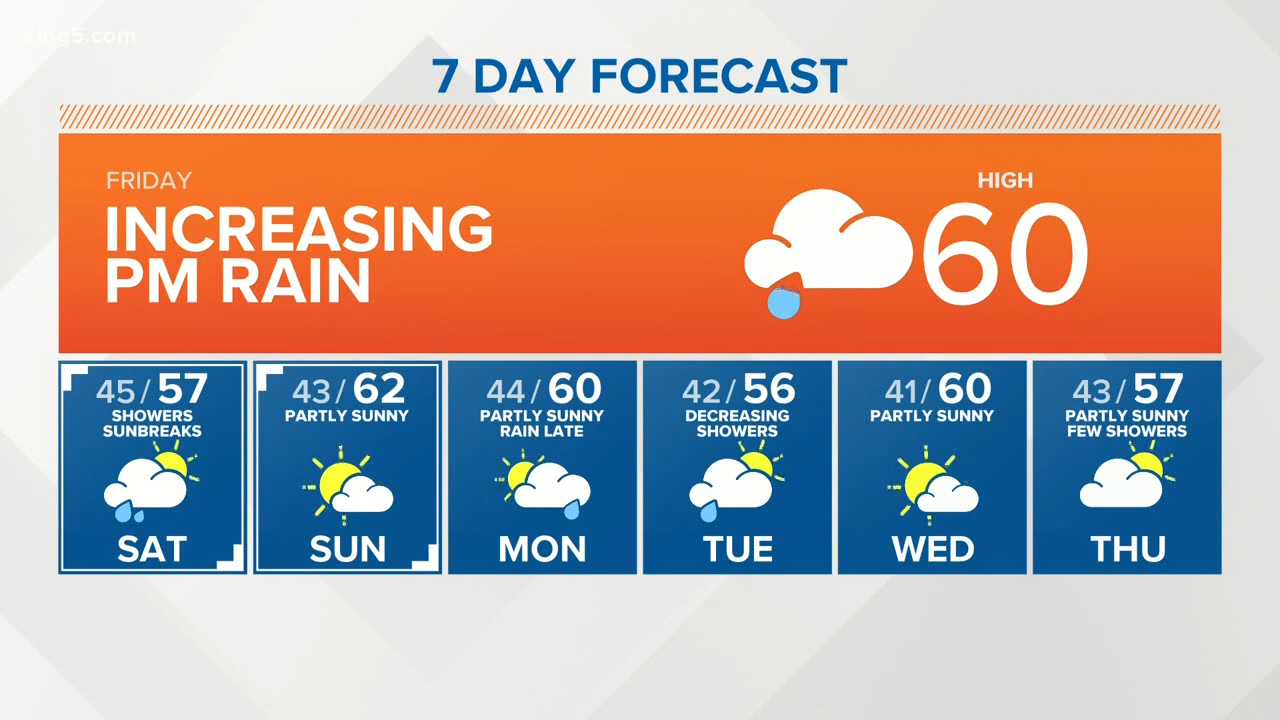 king5.com
7 DAY FORECAST
FRIDAY
INCREASING
PM RAIN
HIGH
60
45/57
SHOWERS
SUNBREAKS
SAT
43/62
PARTLY SUNNY
SUN
44/60
PARTLY SUNNY
RAIN LATE
MON
42/56
DECREASING
SHOWERS
TUE
41/60
PARTLY SUNNY
WED
43/57
PARTLY SUNNY
FEW SHOWERS
THU